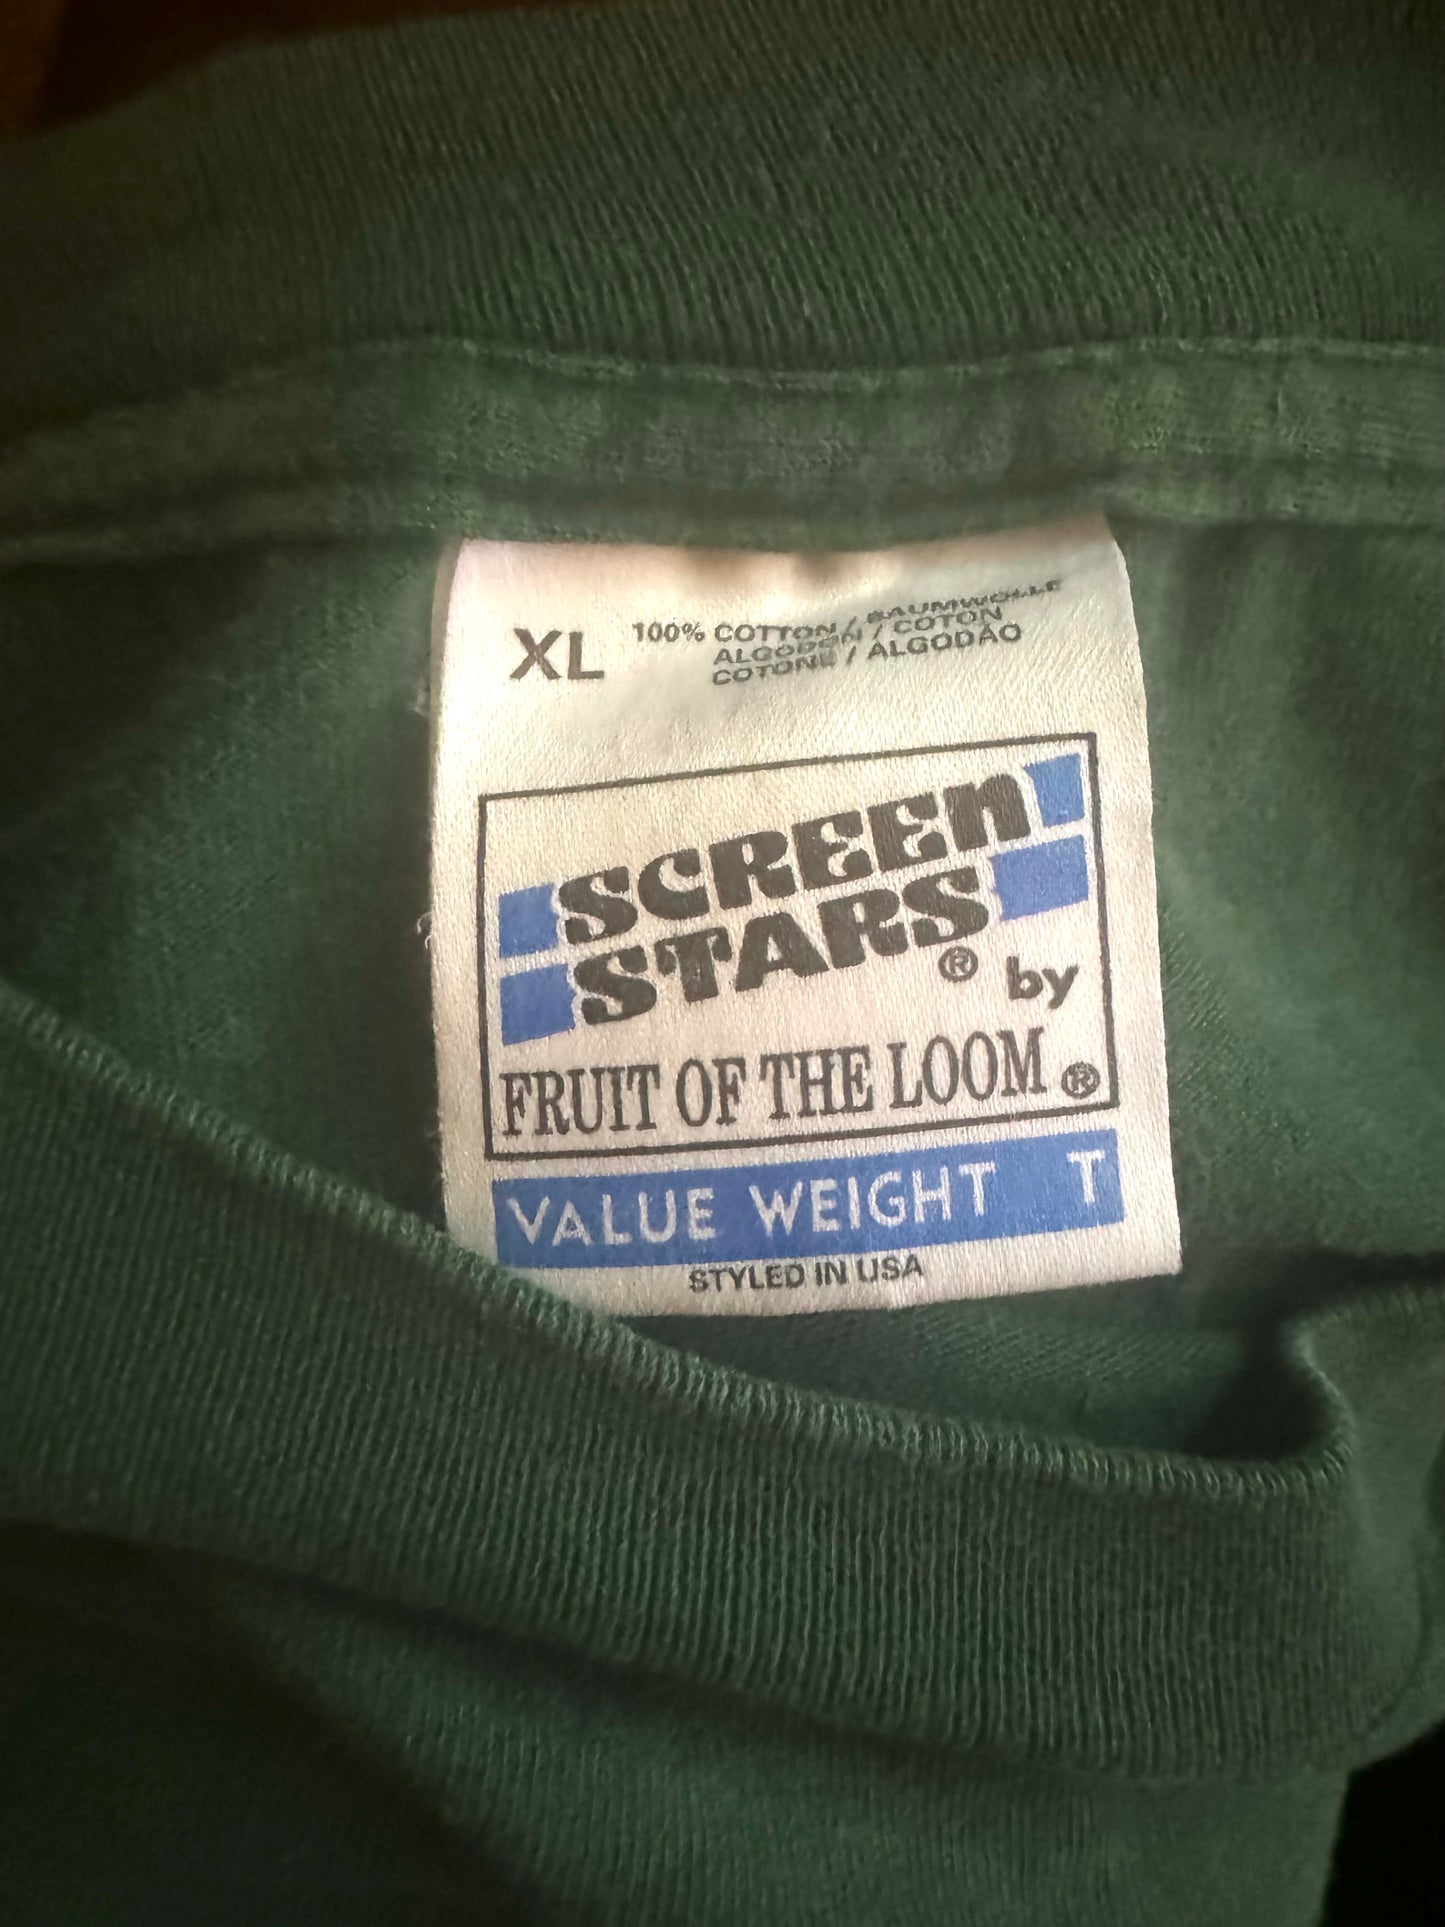 XL 100% COTTON / BAUMWOLLE
ALGODON / COTON
COTONE / ALGODÃO
SCREEN
STARS® by
FRUIT OF THE LOOM®
VALUE WEIGHT T
STYLED IN USA